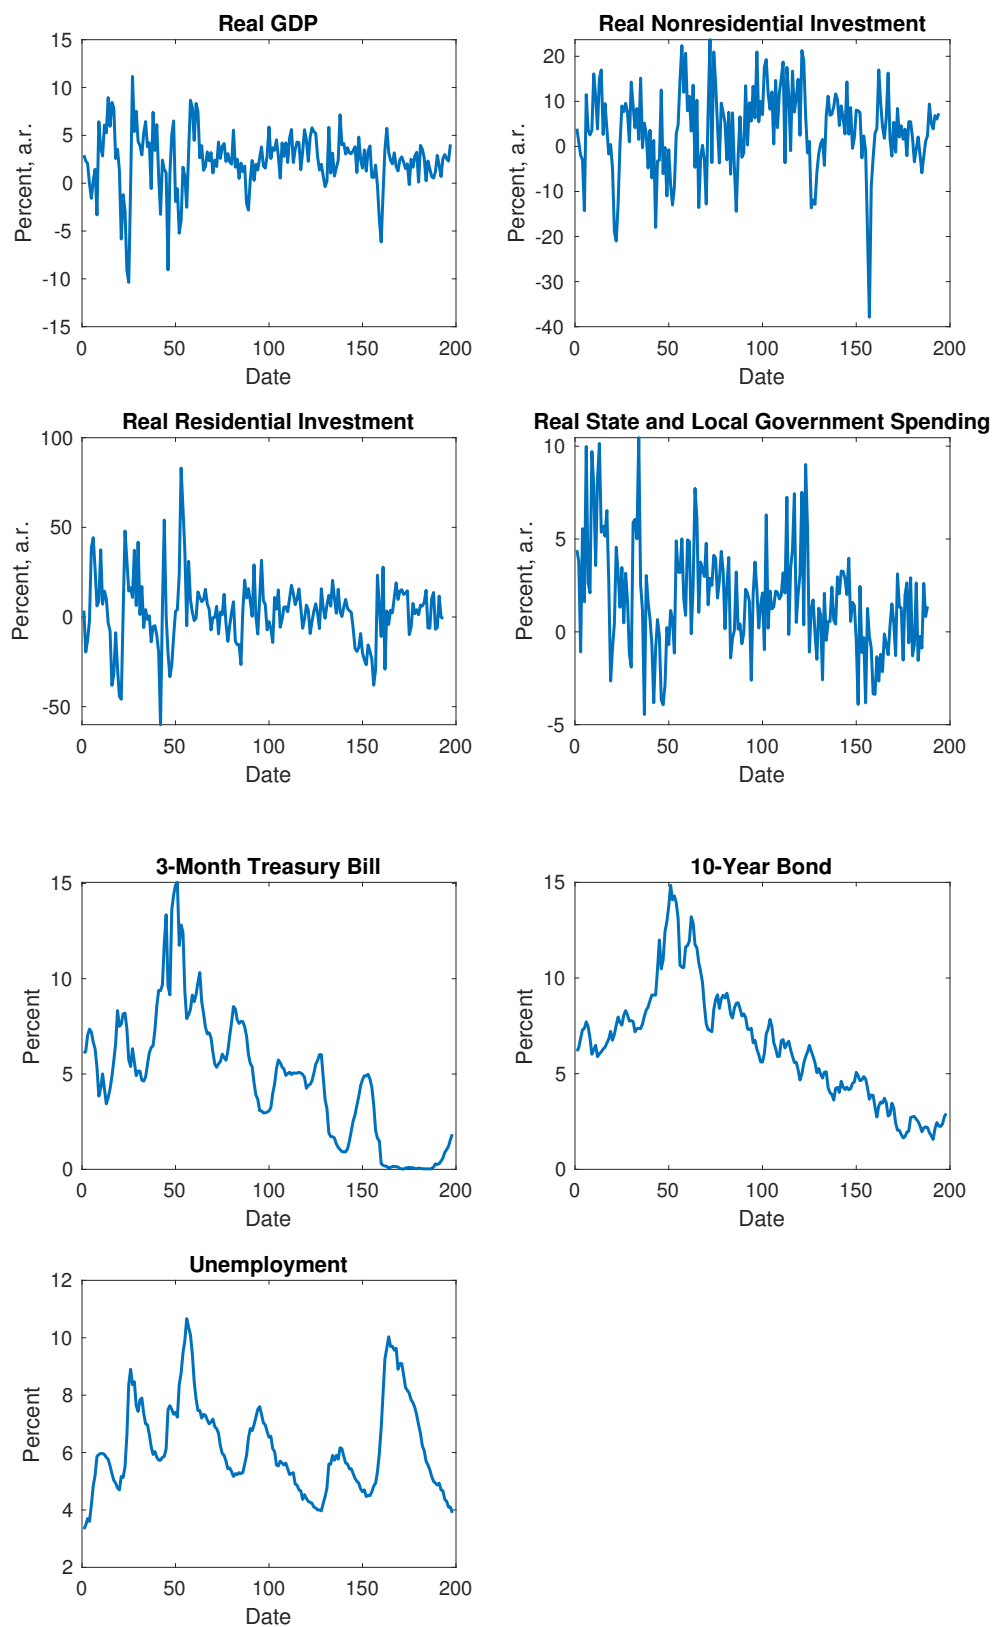 Real GDP
Percent, a.r.
15
10
5
0
-5
-10
-15
0 50 100 150 200
Date
Real Nonresidential Investment
Percent, a.r.
20
10
0
-10
-20
-30
-40
0 50 100 150 200
Date
Real Residential Investment
Percent, a.r.
100
50
0
-50
0 50 100 150 200
Date
Real State and Local Government Spending
Percent, a.r.
10
5
0
-5
0 50 100 150 200
Date
3-Month Treasury Bill
Percent
15
10
5
0
0 50 100 150 200
Date
10-Year Bond
Percent
15
10
5
0
0 50 100 150 200
Date
Unemployment
Percent
12
10
8
6
4
2
0 50 100 150 200
Date